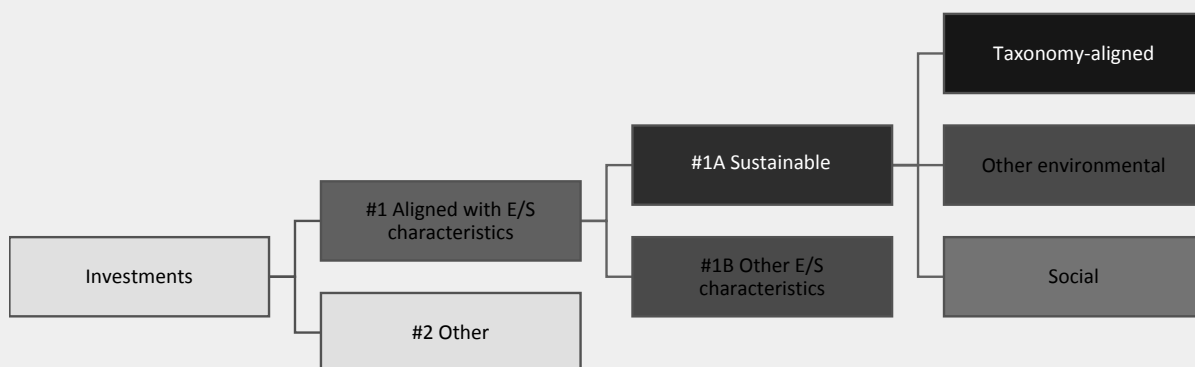 Investments
#1 Aligned with E/S
characteristics
#2 Other
#1A Sustainable
#1B Other E/S
characteristics
Taxonomy-aligned
Other environmental
Social